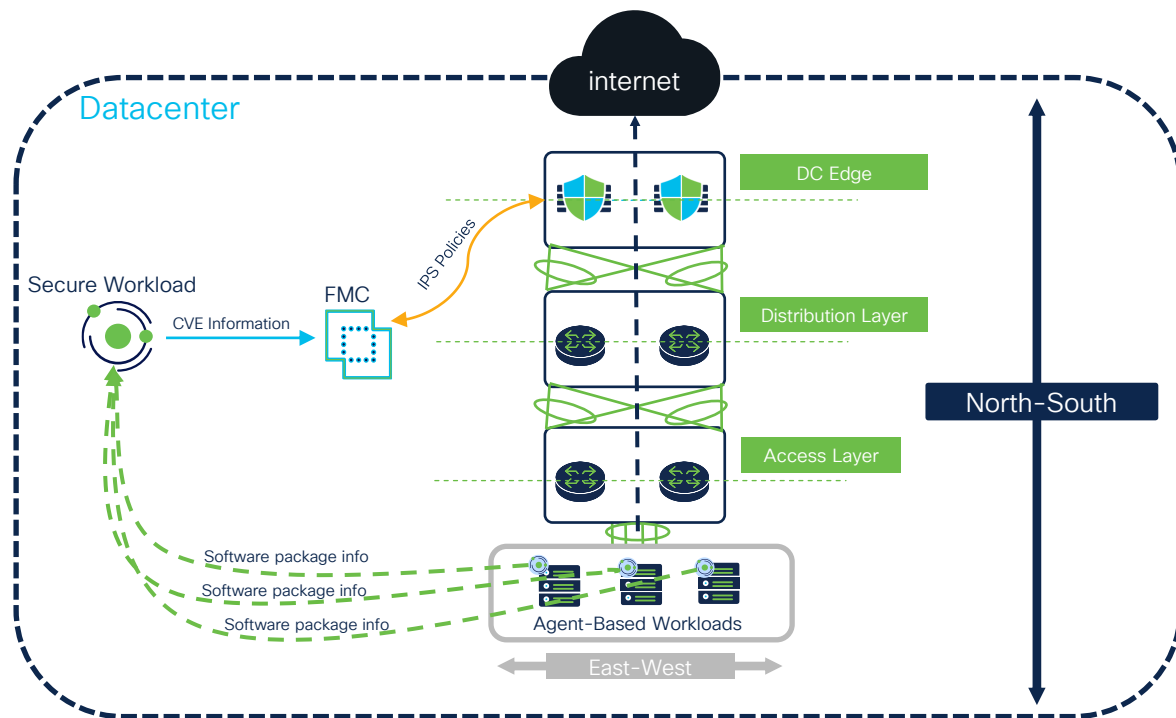 internet
Datacenter
DC Edge
IPS Policies
Secure Workload
FMC
CVE Information
Distribution Layer
North-South
Access Layer
Software package info
Software package info
Software package info
Agent-Based Workloads
East-West